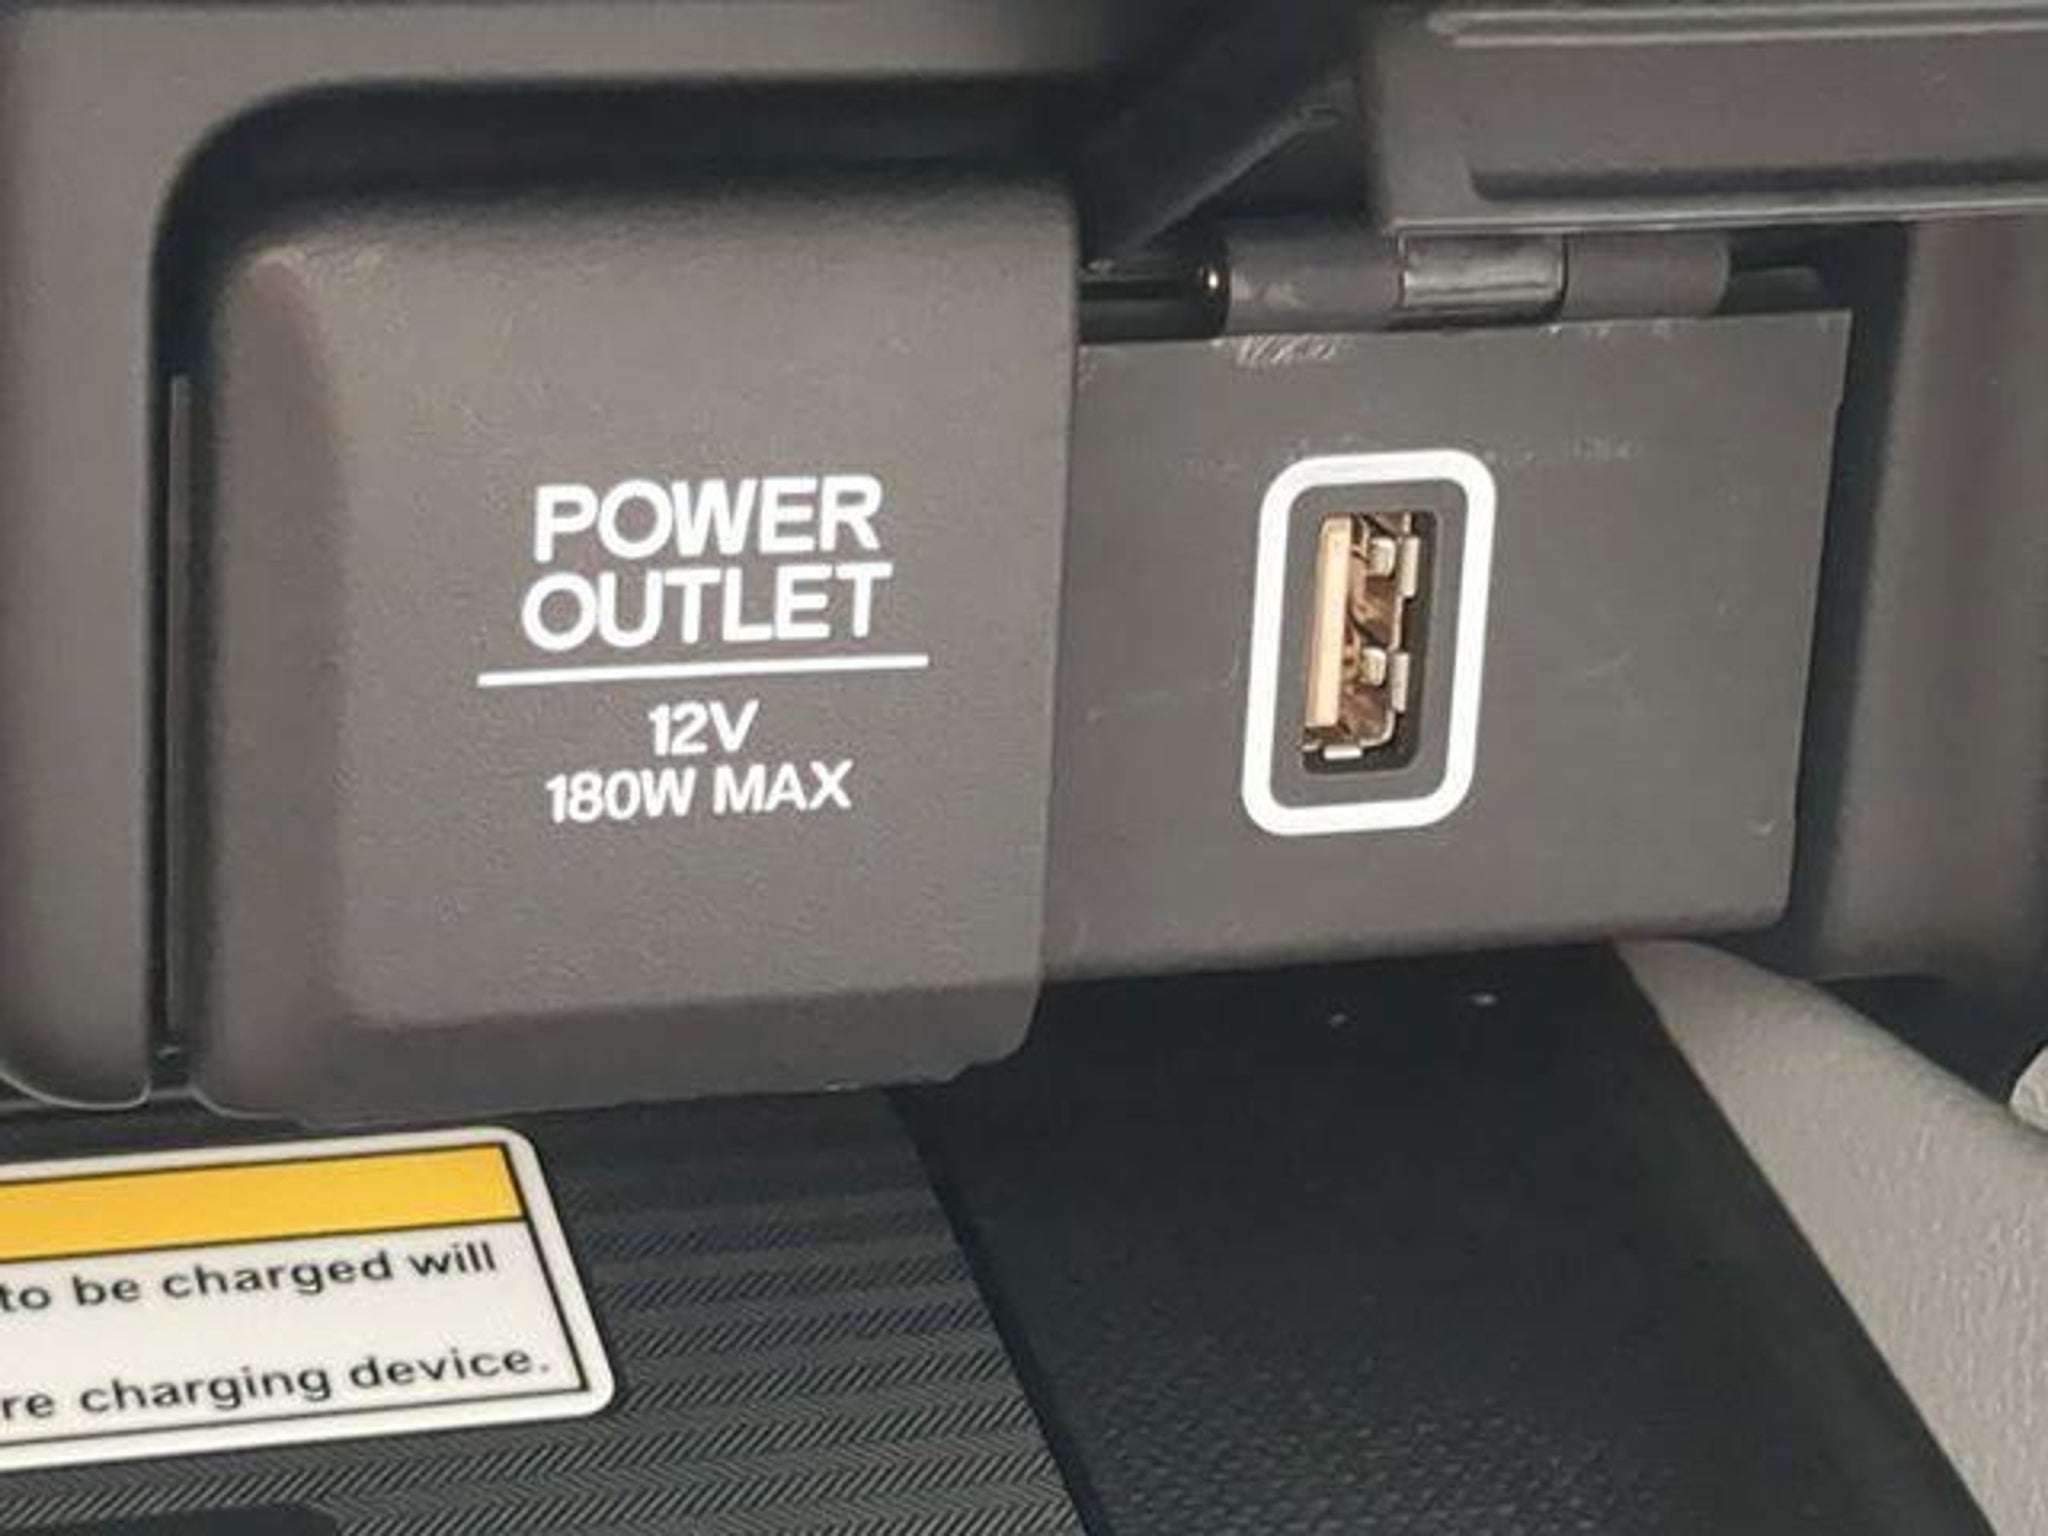 POWER
OUTLET
12V
180W MAX
to be charged will
re charging device.